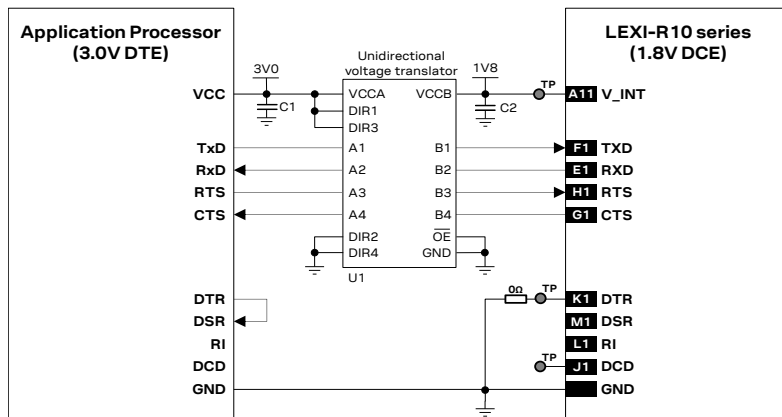 Application Processor
(3.0V DTE)
LEXI-R10 series
(1.8V DCE)
Unidirectional
voltage translator
3V0
1V8
TP
VCC
C1
VCCA
VCCB
C2
A11 V_INT
DIR1
DIR3
TxD
A1
B1
F1 TXD
RxD
A2
B2
E1 RXD
RTS
A3
B3
H1 RTS
CTS
A4
B4
G1 CTS
DIR2
OE
DIR4
GND
U1
0Ω
TP
DTR
K1 DTR
DSR
M1 DSR
RI
L1 RI
TP
DCD
J1 DCD
GND
GND